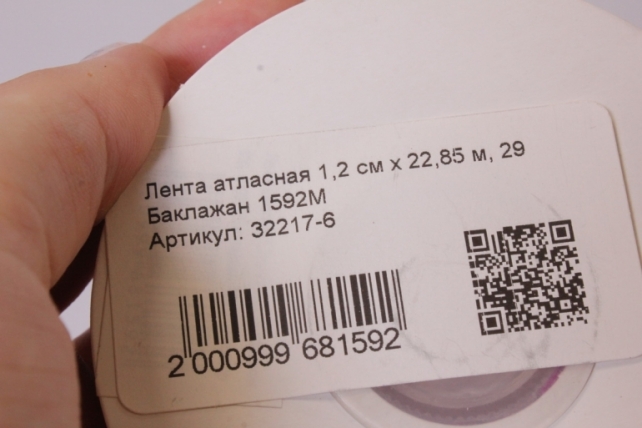 Лента атласная 1,2 см х 22,85 м, 29
Баклажан 1592М
Артикул: 32217-6
2 000999 681592